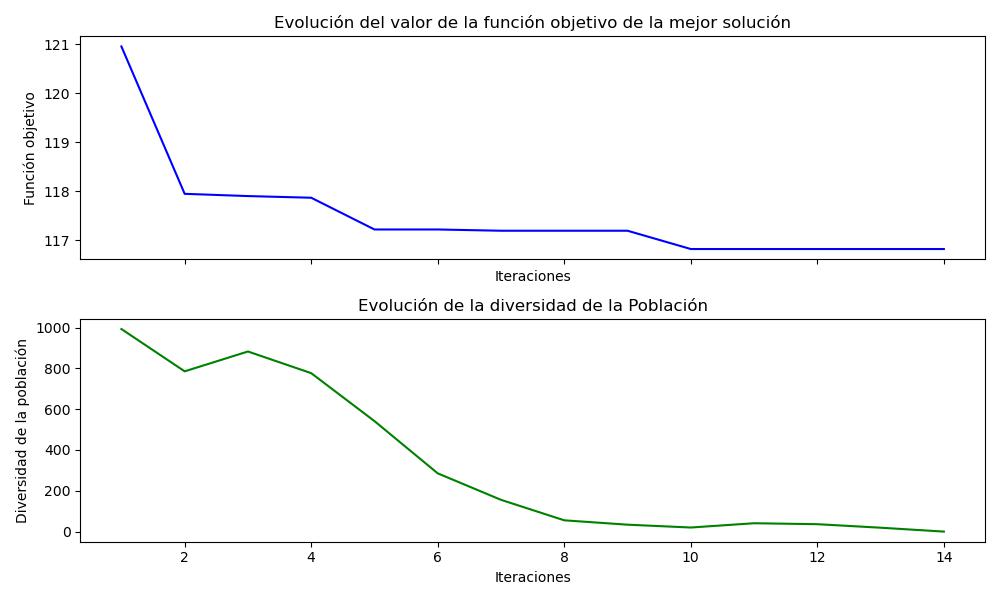 Evolución del valor de la función objetivo de la mejor solución
Función objetivo
121
120
119
118
117
Iteraciones
Evolución de la diversidad de la Población
Diversidad de la población
1000
800
600
400
200
0
2 4 6 8 10 12 14
Iteraciones